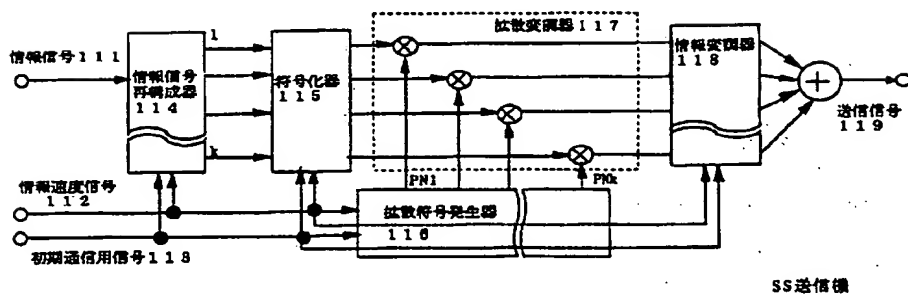 拡散変調器117
情報信号111
情報信号
再構成器
114
1
k
符号化器
115
情報変調器
118
送信信号
119
PN1
PNk
情報速度信号
112
拡散符号発生器
116
初期通信用信号113
SS送信機